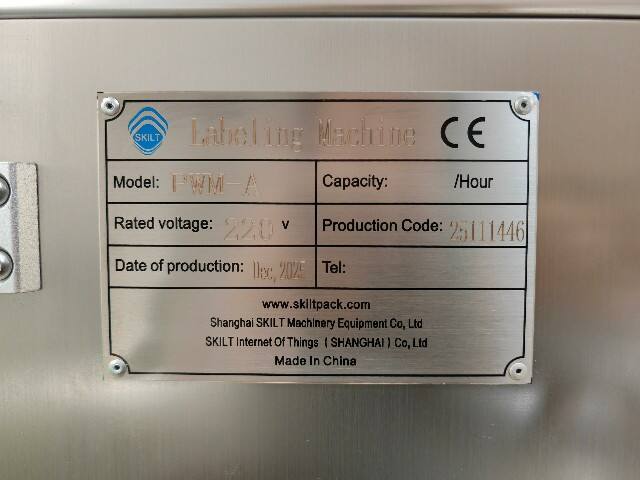 SKILT Labeling Machine CE
Model: PWM-A Capacity: /Hour
Rated voltage: 220 v Production Code: 25111446
Date of production: Dec, 2025 Tel:
www.skiltpack.com
Shanghai SKILT Machinery Equipment Co, Ltd
SKILT Internet Of Things ( SHANGHAI ) Co, Ltd
Made In China